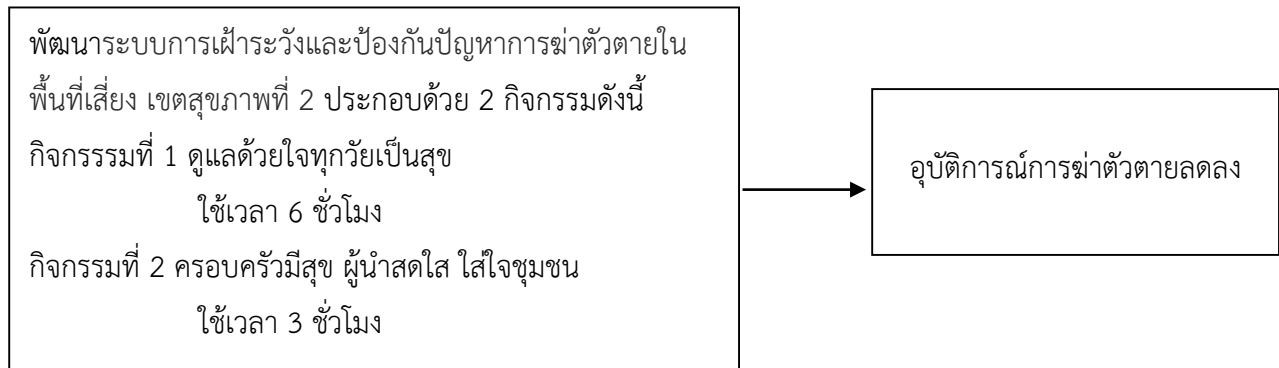 พัฒนาระบบการเฝ้าระวังและป้องกันปัญหาการฆ่าตัวตายใน
พื้นที่เสี่ยง เขตสุขภาพที่ 2 ประกอบด้วย 2 กิจกรรมดังนี้
กิจกรรรมที่ 1 ดูแลด้วยใจทุกวัยเป็นสุข
ใช้เวลา 6 ชั่วโมง
กิจกรรมที่ 2 ครอบครัวมีสุข ผู้นำสดใส ใส่ใจชุมชน
ใช้เวลา 3 ชั่วโมง
อุบัติการณ์การฆ่าตัวตายลดลง